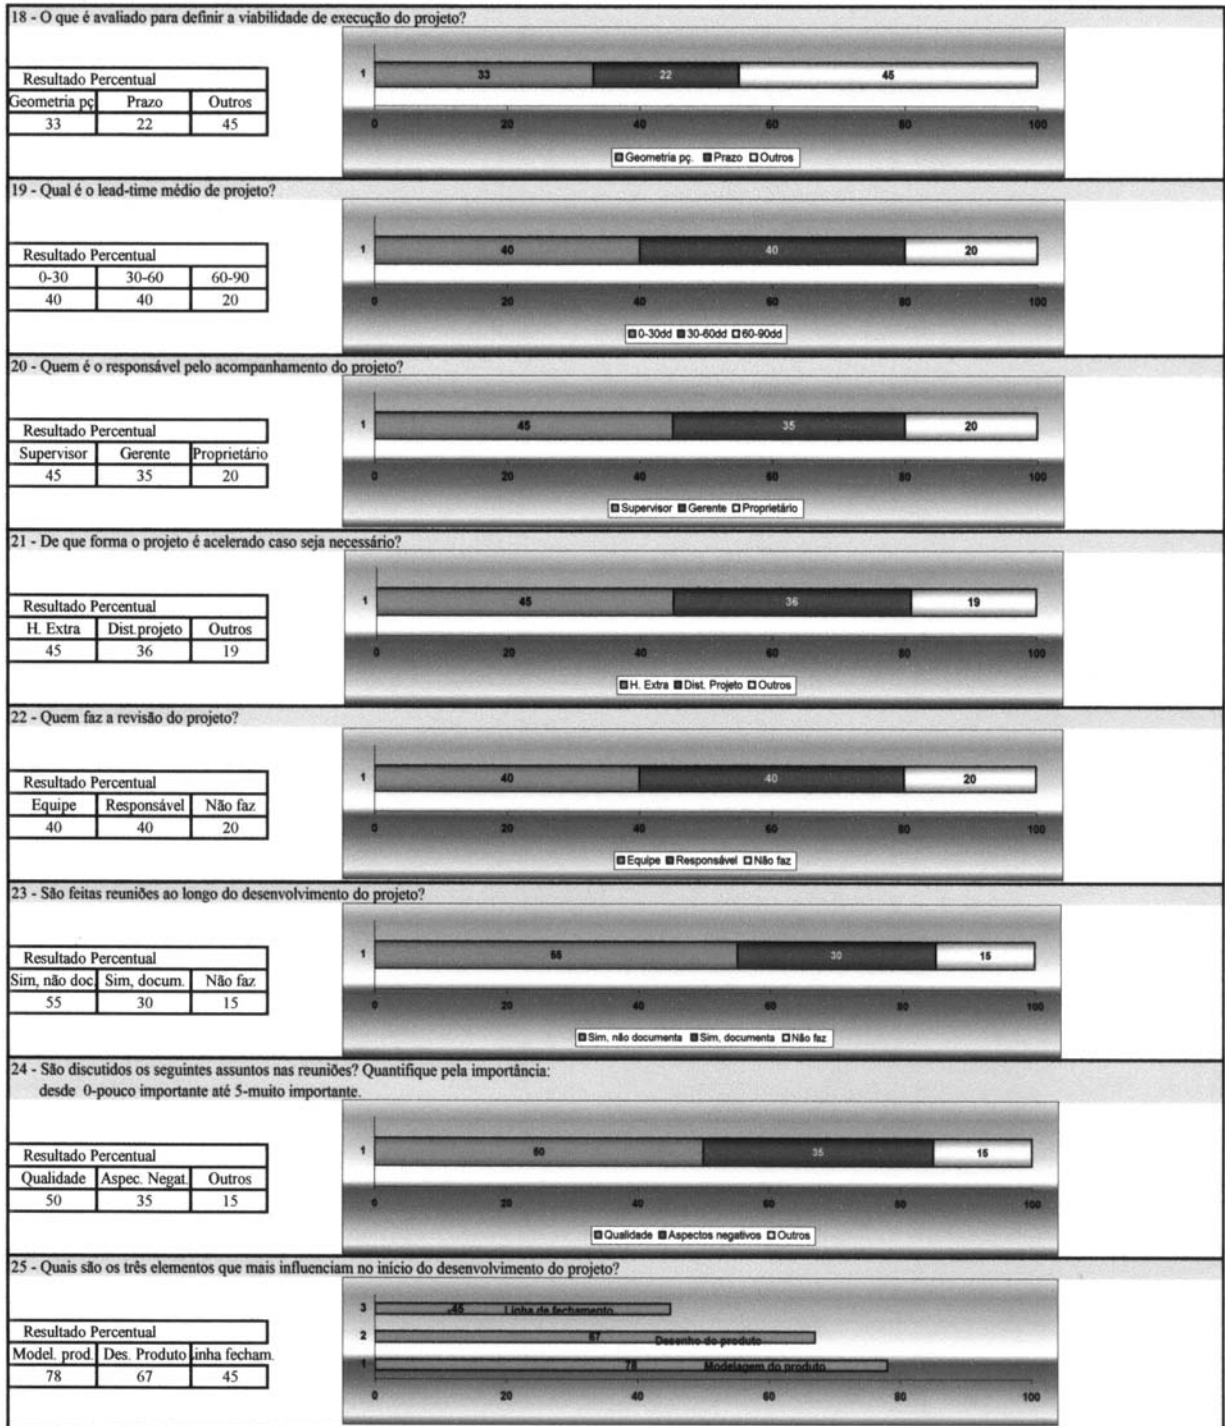 18 - O que é avaliado para definir a viabilidade de execução do projeto?
Resultado Percentual
Geometria pç Prazo Outros
33 22 45
1 33 22 45
0 20 40 60 80 100
Geometria pç. Prazo Outros
19 - Qual é o lead-time médio de projeto?
Resultado Percentual
0-30 30-60 60-90
40 40 20
1 40 40 20
0 20 40 60 80 100
0-30dd 30-60dd 60-90dd
20 - Quem é o responsável pelo acompanhamento do projeto?
Resultado Percentual
Supervisor Gerente Proprietário
45 35 20
1 45 35 20
0 20 40 60 80 100
Supervisor Gerente Proprietário
21 - De que forma o projeto é acelerado caso seja necessário?
Resultado Percentual
H. Extra Dist.projeto Outros
45 36 19
1 45 36 19
0 20 40 60 80 100
H. Extra Dist. Projeto Outros
22 - Quem faz a revisão do projeto?
Resultado Percentual
Equipe Responsável Não faz
40 40 20
1 40 40 20
0 20 40 60 80 100
Equipe Responsável Não faz
23 - São feitas reuniões ao longo do desenvolvimento do projeto?
Resultado Percentual
Sim, não doc. Sim, docum. Não faz
55 30 15
1 55 30 15
0 20 40 60 80 100
Sim, não documenta Sim, documenta Não faz
24 - São discutidos os seguintes assuntos nas reuniões? Quantifique pela importância:
desde 0-pouco importante até 5-muito importante.
Resultado Percentual
Qualidade Aspec. Negat. Outros
50 35 15
1 50 35 15
0 20 40 60 80 100
Qualidade Aspectos negativos Outros
25 - Quais são os três elementos que mais influenciam no início do desenvolvimento do projeto?
Resultado Percentual
Model. prod. Des. Produto inha fecham.
78 67 45
3 45 Linha de fechamento
2 67 Desenho do produto
1 78 Modelagem do produto
0 20 40 60 80 100